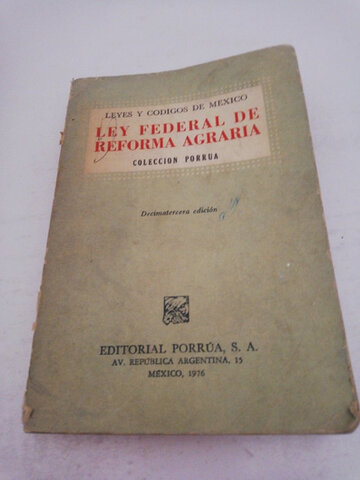 LEYES Y CODIGOS DE MEXICO
LEY FEDERAL DE
REFORMA AGRARIA
COLECCION PORRUA
Decimatercera edición
EDITORIAL PORRÚA, S. A.
AV. REPÚBLICA ARGENTINA, 15
MÉXICO, 1976